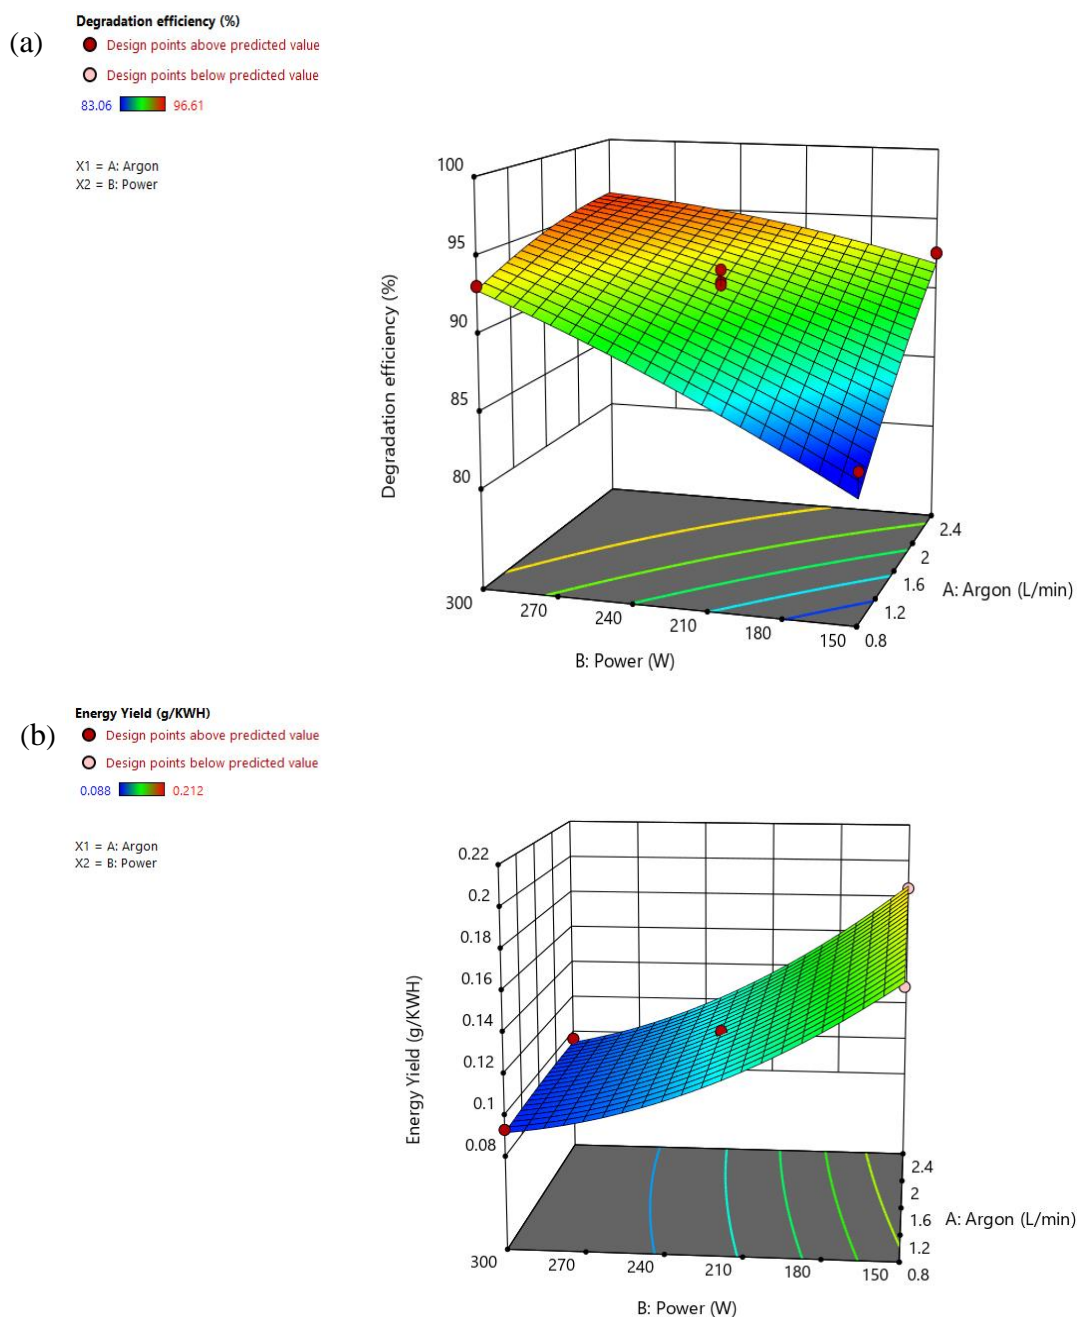 (a)
Degradation efficiency (%)
Design points above predicted value
Design points below predicted value
83.06 96.61
X1 = A: Argon
X2 = B: Power
100
95
90
85
80
Degradation efficiency (%)
300
270
240
210
180
150
B: Power (W)
0.8
1.2
1.6
2
2.4
A: Argon (L/min)
(b)
Energy Yield (g/KWH)
Design points above predicted value
Design points below predicted value
0.088 0.212
X1 = A: Argon
X2 = B: Power
0.22
0.2
0.18
0.16
0.14
0.12
0.1
0.08
Energy Yield (g/KWH)
300
270
240
210
180
150
B: Power (W)
0.8
1.2
1.6
2
2.4
A: Argon (L/min)